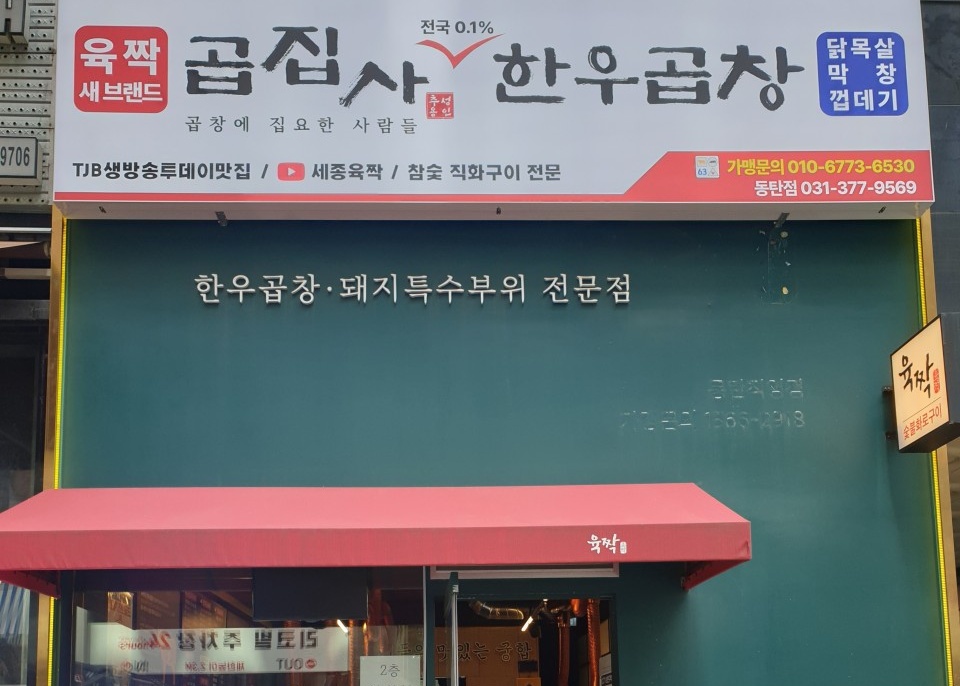 육짝
새브랜드
곱집사
전국 0.1%
한우곱창
닭목살
막창
껍데기
곱창에 집요한 사람들
9706
TJB생방송투데이맛집 / 세종육짝 / 참숯 직화구이 전문
가맹문의 010-6773-6530
동탄점 031-377-9569
한우곱창·돼지특수부위 전문점
육짝
숯불화로구이
육짝
2층